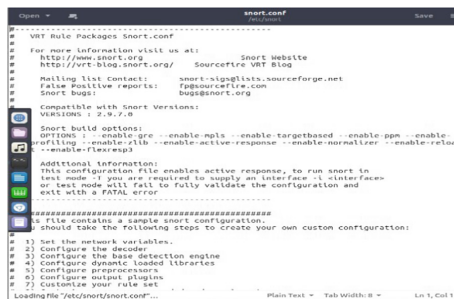 Open
snort.conf
/etc/snort
Save
#--------------------------------------------------
# VRT Rule Packages Snort.conf
#
# For more information visit us at:
# http://www.snort.org Snort Website
# http://vrt-blog.snort.org/ Sourcefire VRT Blog
#
# Mailing list Contact: snort-sigs@lists.sourceforge.net
# False Positive reports: fp@sourcefire.com
# Snort bugs: bugs@snort.org
#
# Compatible with Snort Versions:
VERSIONS : 2.9.7.0
Snort build options:
OPTIONS : --enable-gre --enable-mpls --enable-targetbased --enable-ppm --enable-
profiling --enable-zlib --enable-active-response --enable-normalizer --enable-reloa
--enable-flexresp3
Additional information:
This configuration file enables active response, to run snort in
test mode -T you are required to supply an interface -i <interface>
or test mode will fail to fully validate the configuration and
exit with a FATAL error
--------------------------------------------------
##################################################
is file contains a sample snort configuration.
should take the following steps to create your own custom configuration:
#
# 1) Set the network variables.
# 2) Configure the decoder
# 3) Configure the base detection engine
# 4) Configure dynamic loaded libraries
# 5) Configure preprocessors
# 6) Configure output plugins
# 7) Customize your rule set
Loading file "/etc/snort/snort.conf"...
Plain Text
Tab Width: 8
Ln 1, Col 1